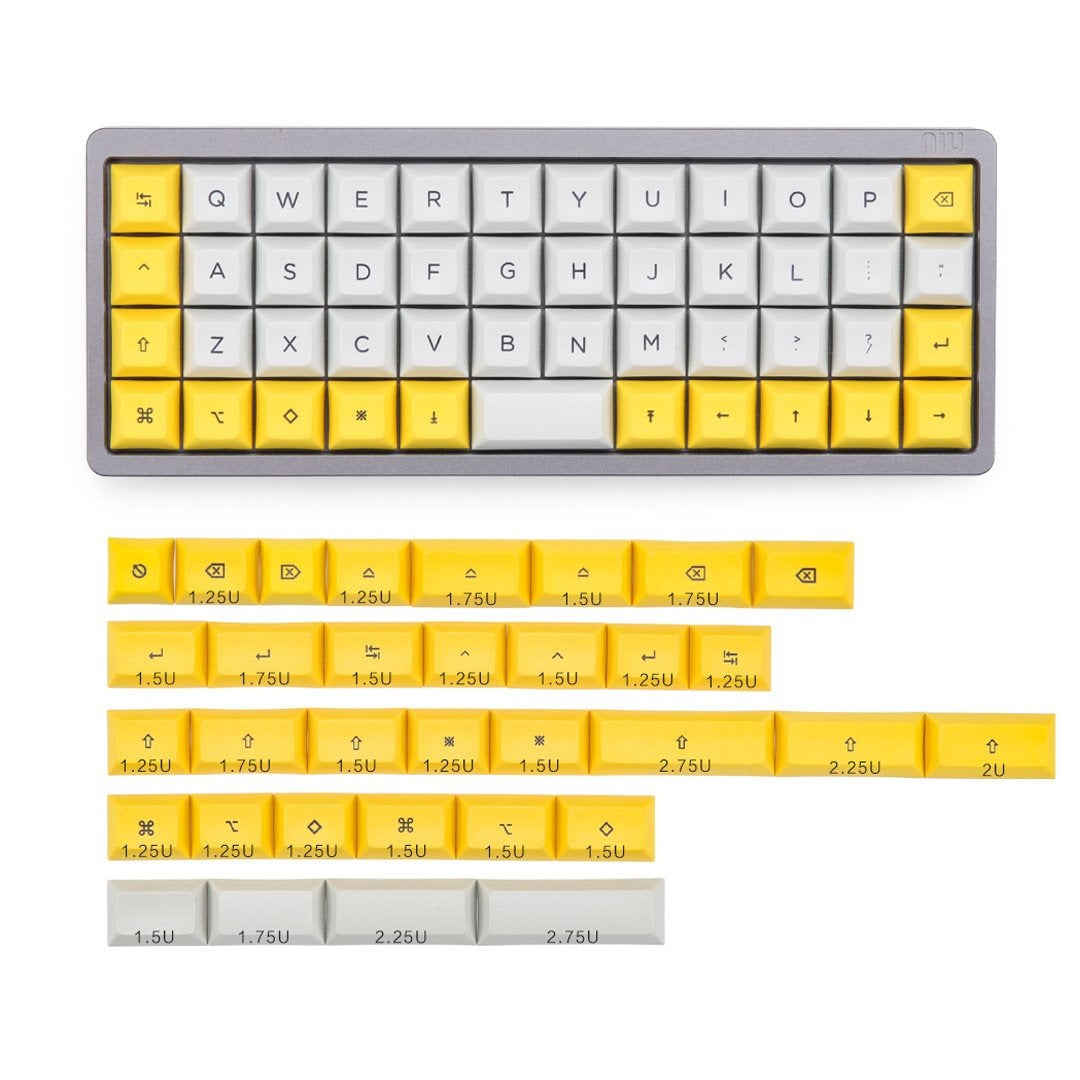 niu
⭾ Q W E R T Y U I O P ⌫
^ A S D F G H J K L : ; " '
⇧ Z X C V B N M < , > . ? / ↵
⌘ ⌥ ◇ ※ ↧ ↥ ← ↑ ↓ →
1.25U 1.25U 1.75U 1.5U 1.75U
1.5U 1.75U 1.5U 1.25U 1.5U 1.25U 1.25U
1.25U 1.75U 1.5U 1.25U 1.5U 2.75U 2.25U 2U
1.25U 1.25U 1.25U 1.5U 1.5U 1.5U
1.5U 1.75U 2.25U 2.75U